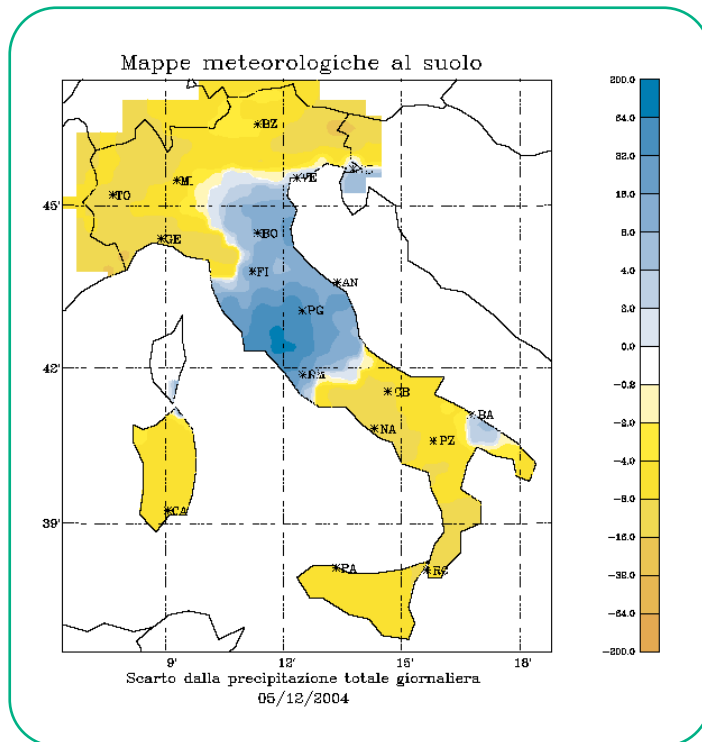 Mappe meteorologiche al suolo
BZ
MI
VE
TO
GE
BO
FI
AN
PG
RM
CB
BA
NA
PZ
CA
PA
RC
45'
42'
39'
9'
12'
15'
18'
200.0
64.0
32.0
16.0
8.0
4.0
2.0
0.0
-0.8
-2.0
-4.0
-8.0
-16.0
-32.0
-64.0
-200.0
Scarto dalla precipitazione totale giornaliera
05/12/2004